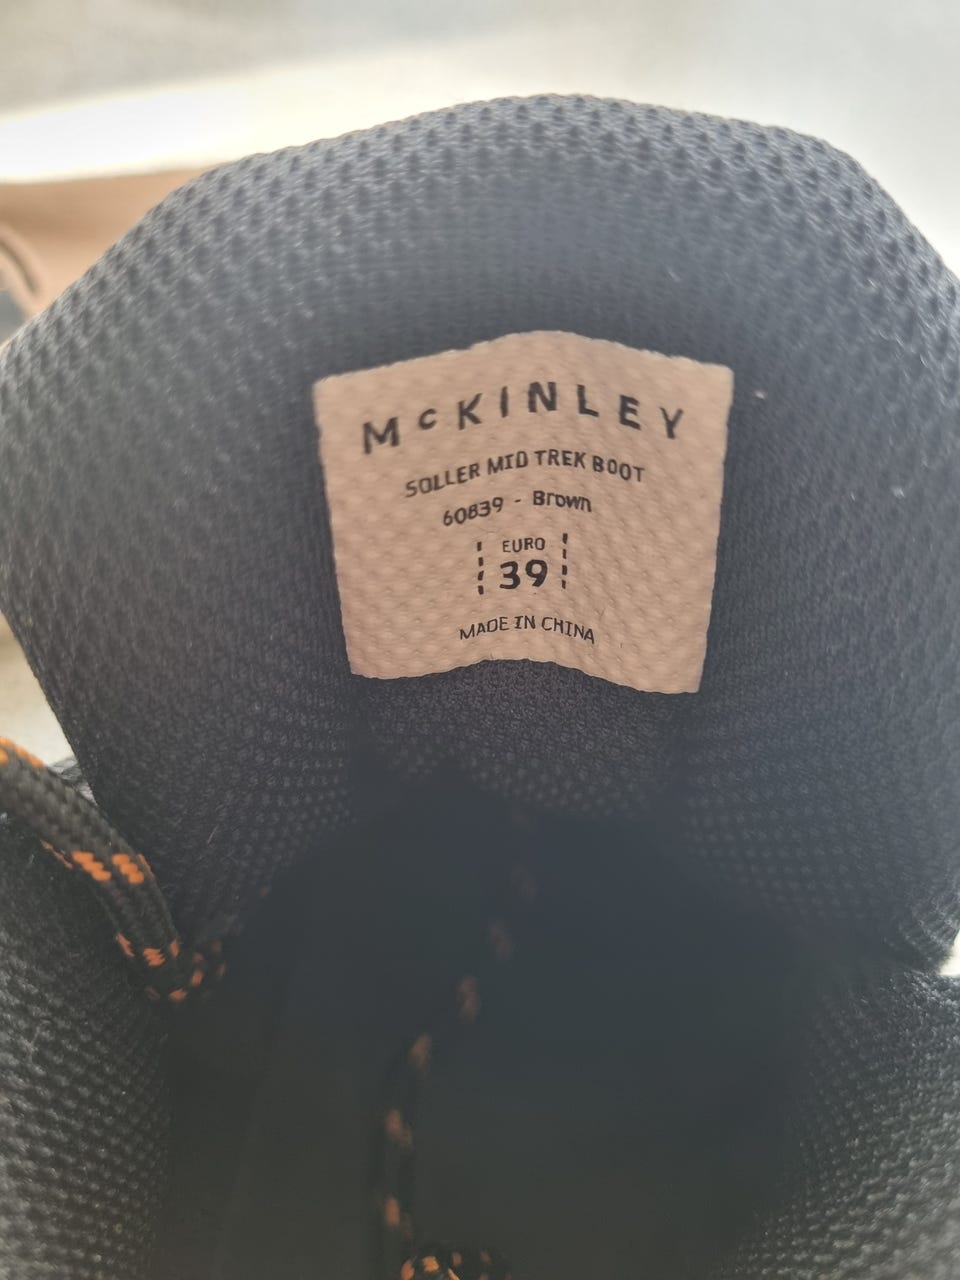 McKINLEY
SOLLER MID TREK BOOT
60839 - Brown
EURO
39
MADE IN CHINA